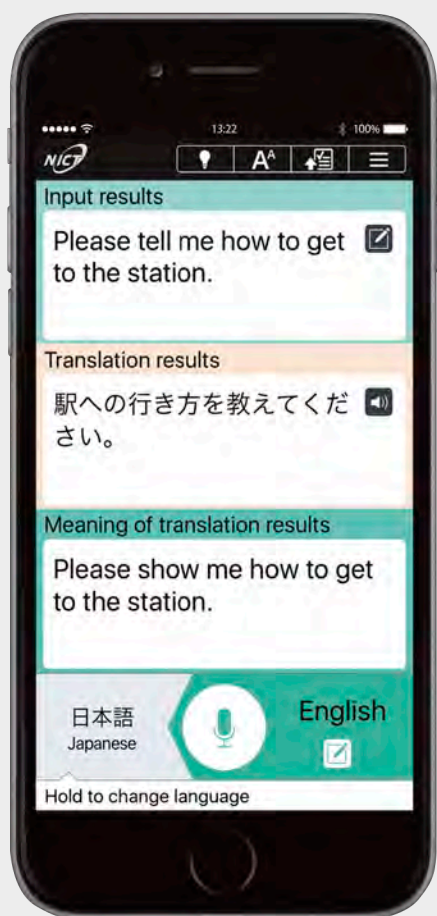 13:22
100%
NICT
AA
Input results
Please tell me how to get
to the station.
Translation results
駅への行き方を教えてくだ
さい。
Meaning of translation results
Please show me how to get
to the station.
日本語
Japanese
English
Hold to change language